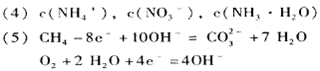 (4) c(NH₄⁺), c(NO₃⁻), c(NH₃·H₂O)
(5) CH₄-8e⁻+10OH⁻=CO₃²⁻+7 H₂O
O₂+2 H₂O+4e⁻=4OH⁻